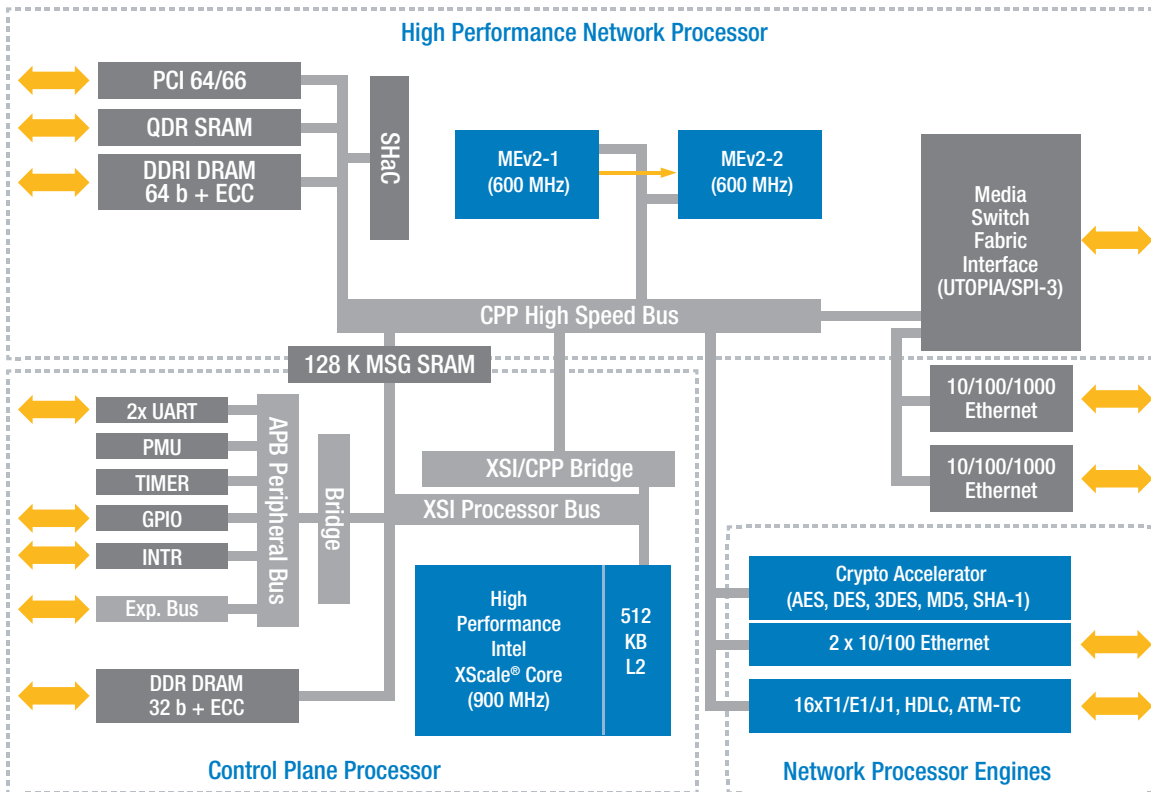 High Performance Network Processor
PCI 64/66
QDR SRAM
DDRI DRAM
64 b + ECC
SHaC
MEv2-1
(600 MHz)
MEv2-2
(600 MHz)
Media
Switch
Fabric
Interface
(UTOPIA/SPI-3)
CPP High Speed Bus
128 K MSG SRAM
10/100/1000
Ethernet
10/100/1000
Ethernet
2x UART
PMU
TIMER
GPIO
INTR
Exp. Bus
APB Peripheral Bus
Bridge
XSI/CPP Bridge
XSI Processor Bus
High
Performance
Intel
XScale® Core
(900 MHz)
512
KB
L2
DDR DRAM
32 b + ECC
Control Plane Processor
Crypto Accelerator
(AES, DES, 3DES, MD5, SHA-1)
2 x 10/100 Ethernet
16xT1/E1/J1, HDLC, ATM-TC
Network Processor Engines